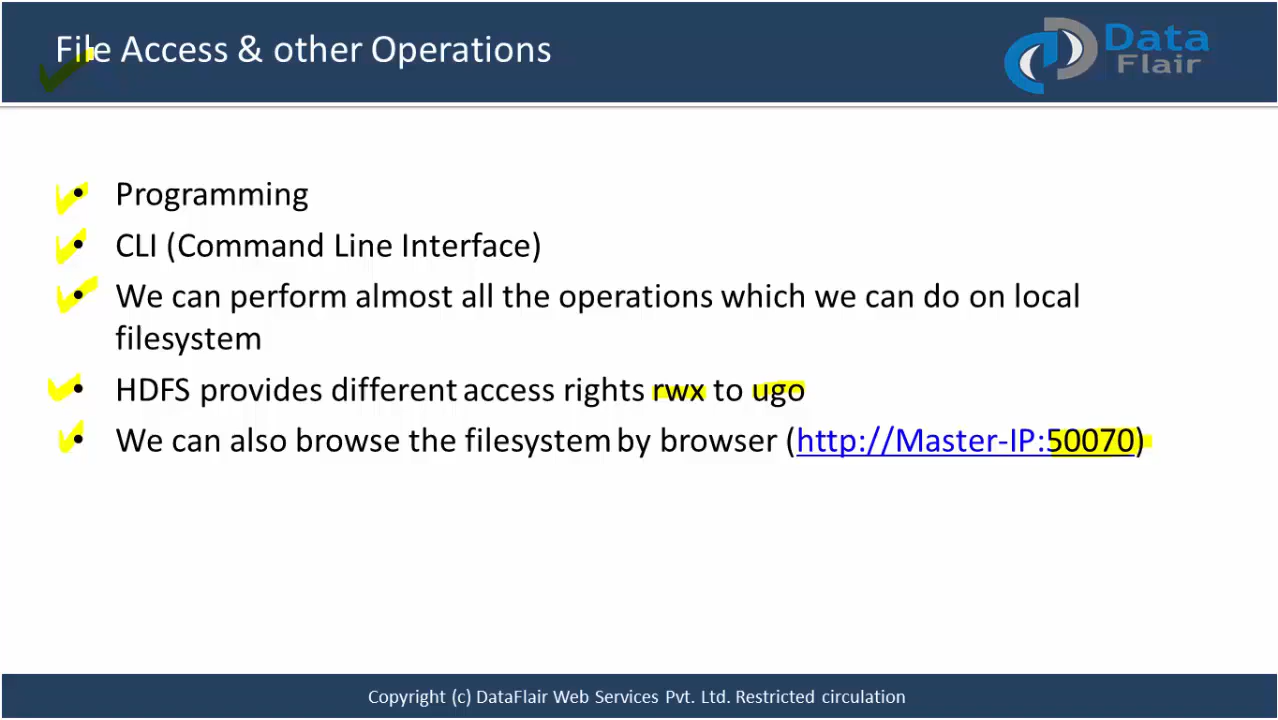 File Access & other Operations
Data
Flair
• Programming
• CLI (Command Line Interface)
• We can perform almost all the operations which we can do on local
filesystem
• HDFS provides different access rights rwx to ugo
• We can also browse the filesystem by browser (http://Master-IP:50070)
Copyright (c) DataFlair Web Services Pvt. Ltd. Restricted circulation